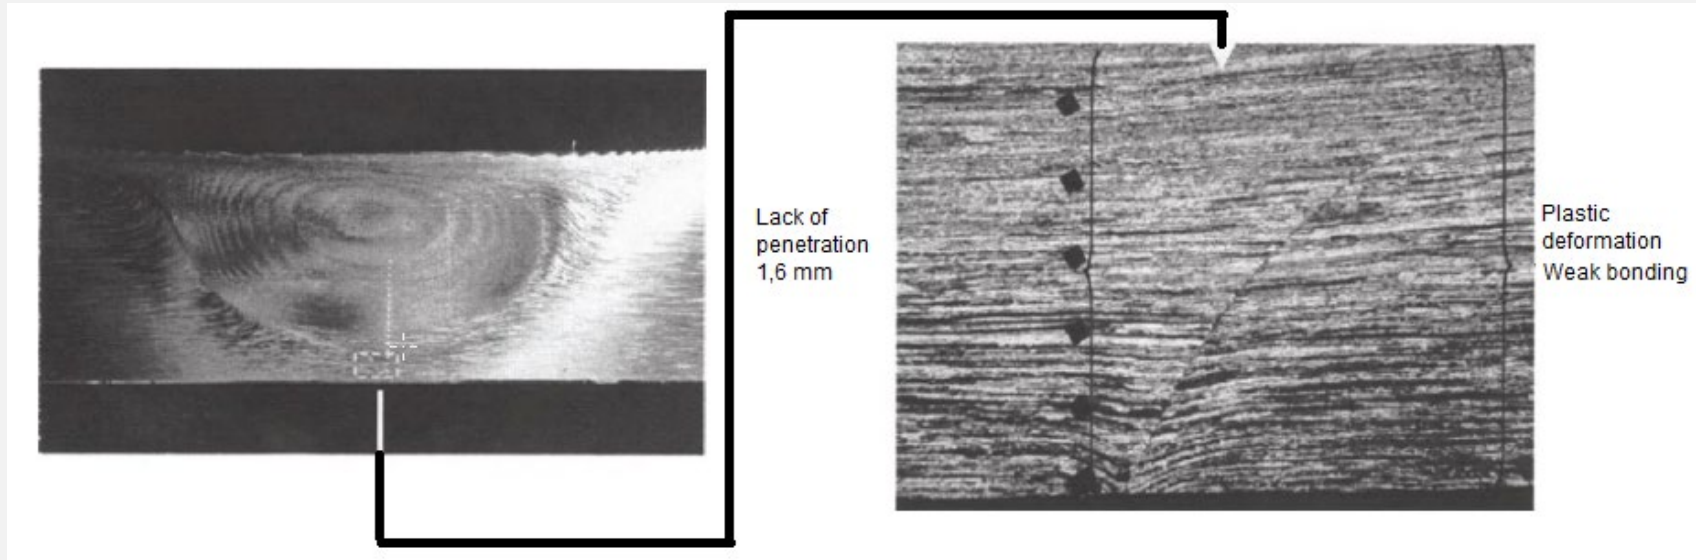 Lack of
penetration
1,6 mm
Plastic
deformation
Weak bonding